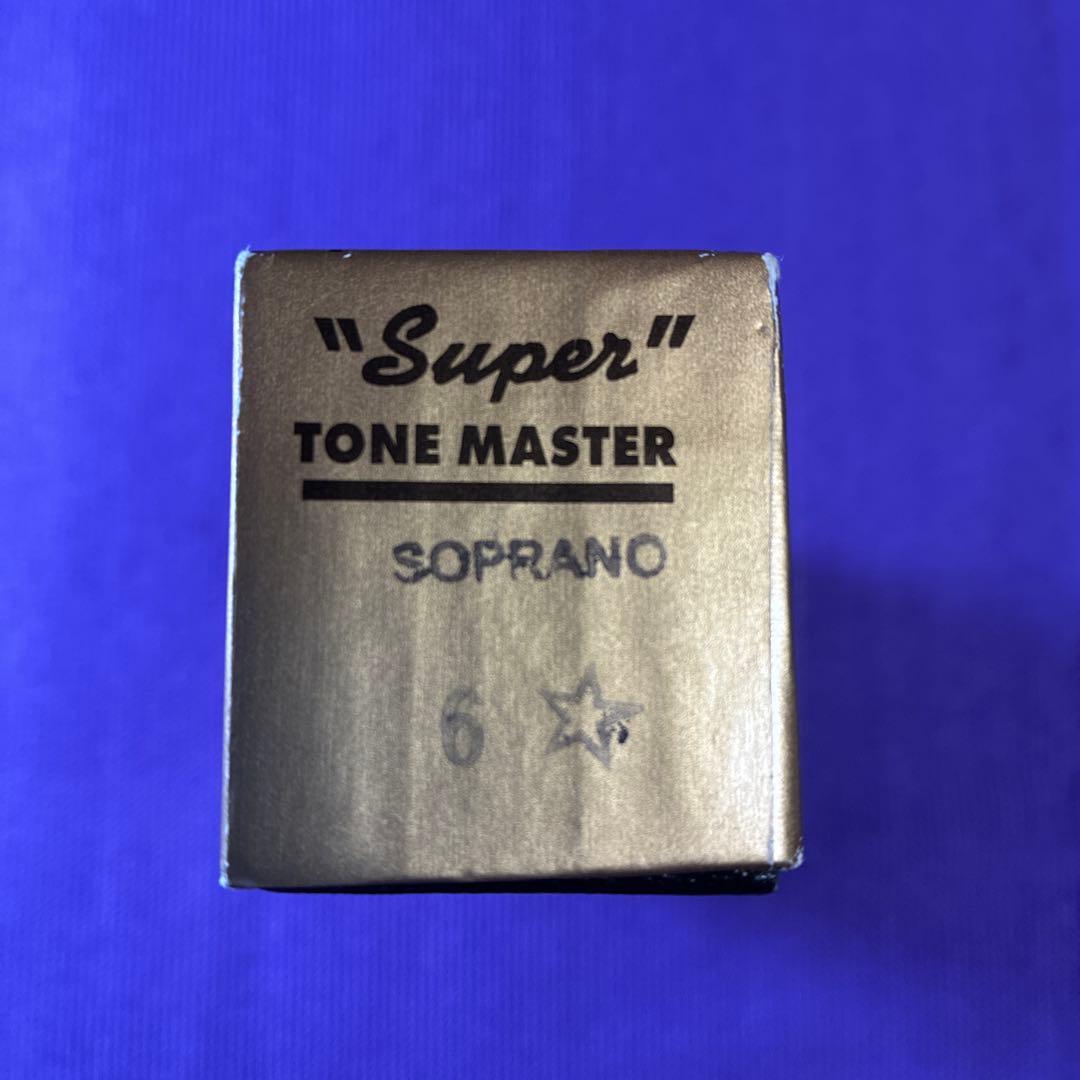 "Super"
TONE MASTER
SOPRANO
6 ☆